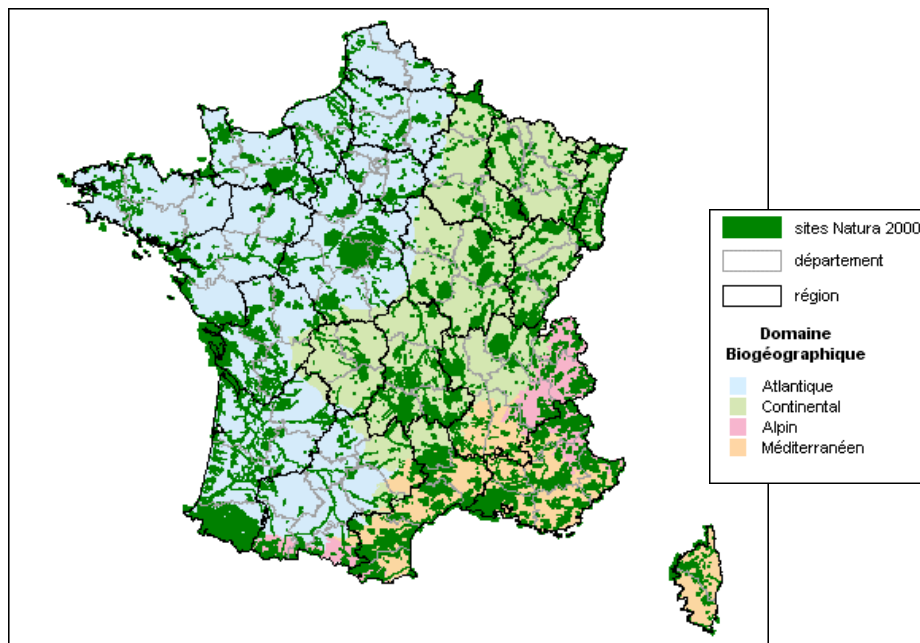 sites Natura 2000
département
région
Domaine
Biogéographique
Atlantique
Continental
Alpin
Méditerranéen